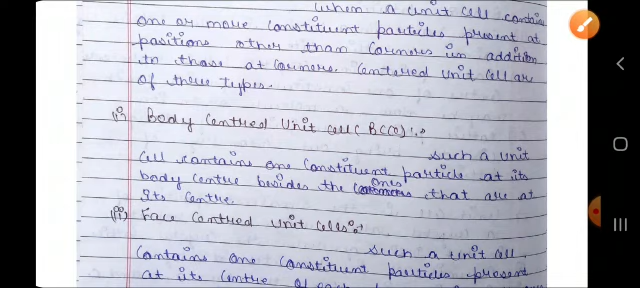 When a unit cell contains
one or more constituent particles present at
positions other than corners in addition
to those at corners. Centered unit cell are
of three types.
(i) Body Centred Unit cell (BCC) :-
Such a unit
cell contains one constituent particle at its
body centre besides the ones that are at
its centre.
(ii) Face Centred Unit cells :-
Such a unit cell
contains one constituent particles present
at its centre of each